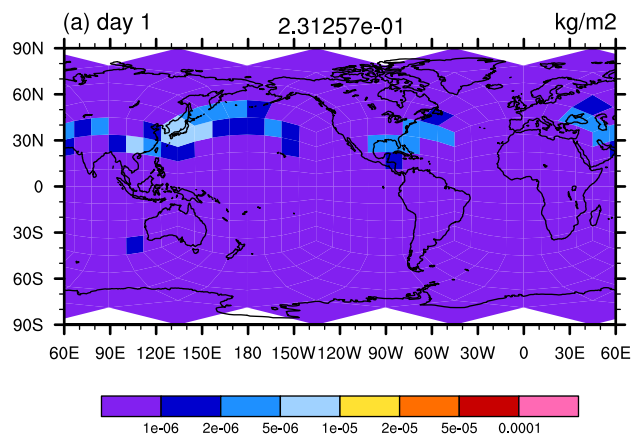 (a) day 1 2.31257e-01 kg/m2
90N
60N
30N
0
30S
60S
90S
60E 90E 120E 150E 180 150W 120W 90W 60W 30W 0 30E 60E
1e-06 2e-06 5e-06 1e-05 2e-05 5e-05 0.0001